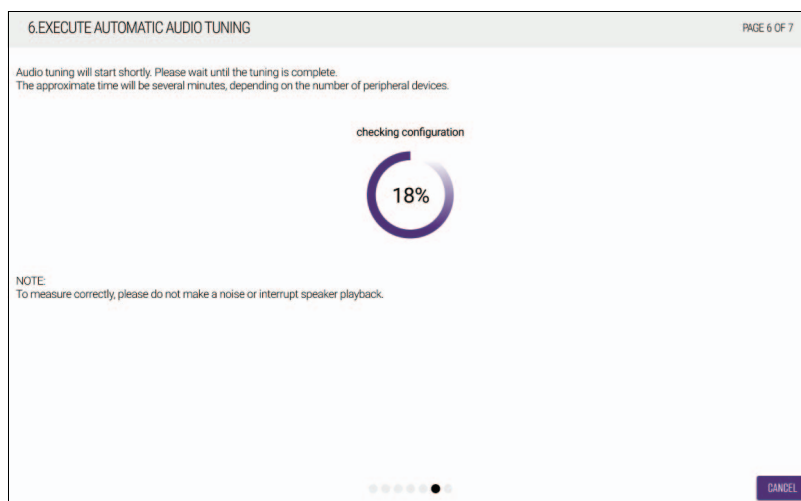 6.EXECUTE AUTOMATIC AUDIO TUNING
PAGE 6 OF 7
Audio tuning will start shortly. Please wait until the tuning is complete.
The approximate time will be several minutes, depending on the number of peripheral devices.
checking configuration
18%
NOTE:
To measure correctly, please do not make a noise or interrupt speaker playback.
CANCEL